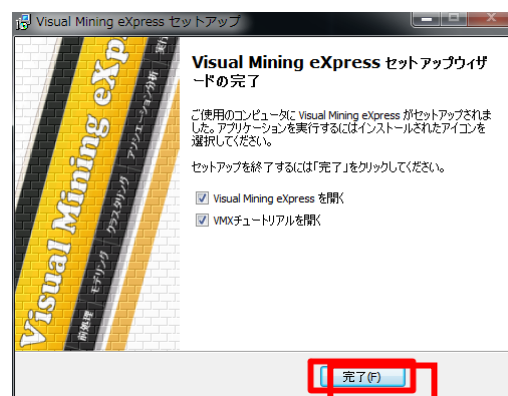 Visual Mining eXpress セットアップ
Visual Mining eXpress セットアップウィザ
ードの完了
ご使用のコンピュータに Visual Mining eXpress がセットアップされま
した。アプリケーションを実行するにはインストールされたアイコンを
選択してください。
セットアップを終了するには「完了」をクリックしてください。
Visual Mining eXpress を開く
VMXチュートリアルを開く
Visual Mining eXp
前処理
モデリング
クラスタリング
アソシエーション分析
完了(F)